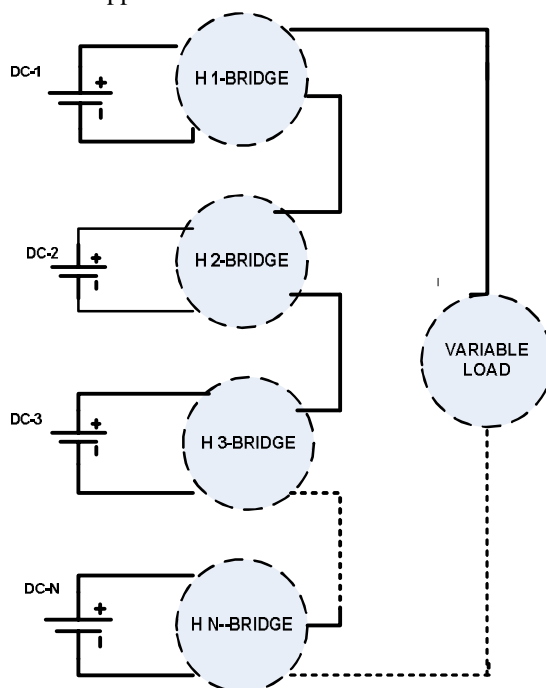 H 1-BRIDGE
DC-1
+
DC-2
+
H 2-BRIDGE
VARIABLE
LOAD
DC-3
+
H 3-BRIDGE
DC-N
+
H N--BRIDGE